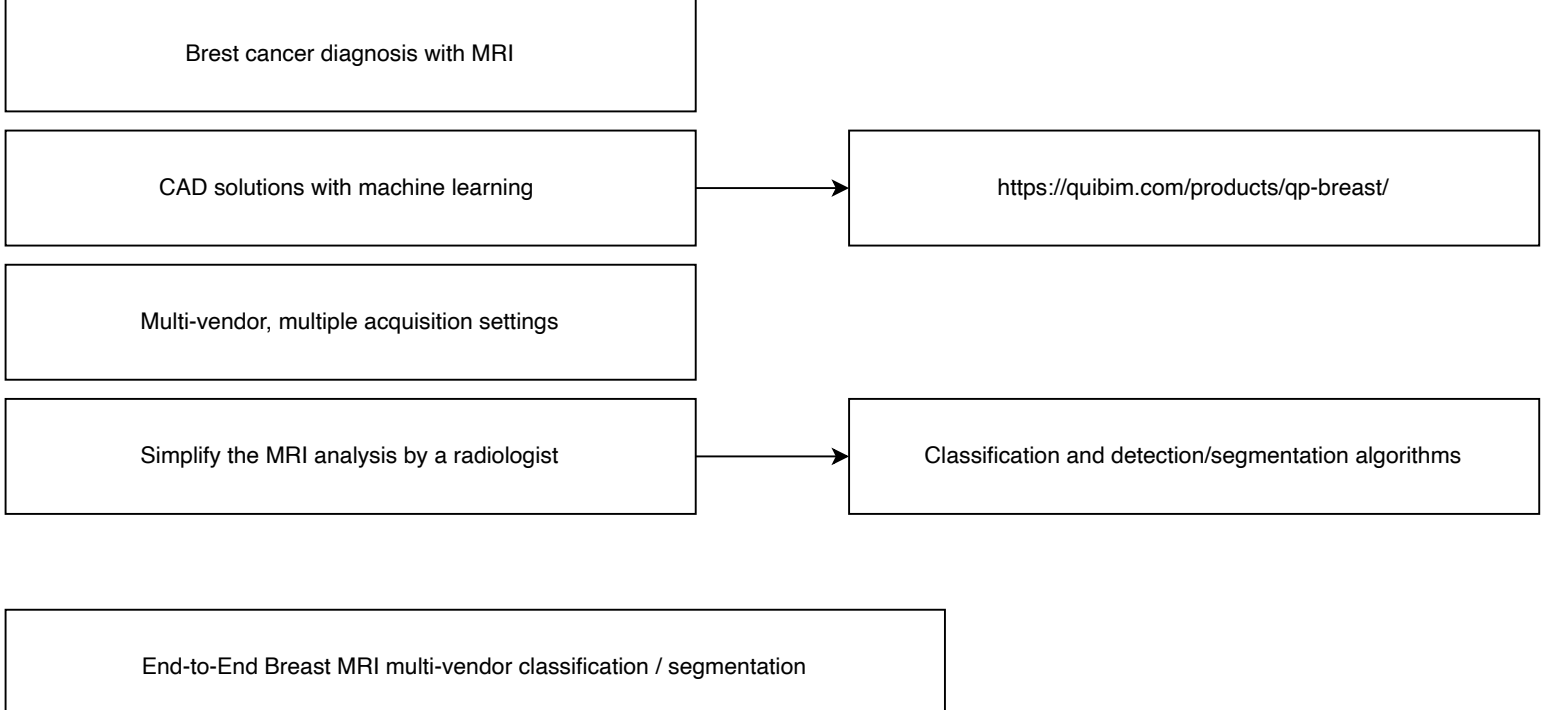 Brest cancer diagnosis with MRI
CAD solutions with machine learning
https://quibim.com/products/qp-breast/
Multi-vendor, multiple acquisition settings
Simplify the MRI analysis by a radiologist
Classification and detection/segmentation algorithms
End-to-End Breast MRI multi-vendor classification / segmentation